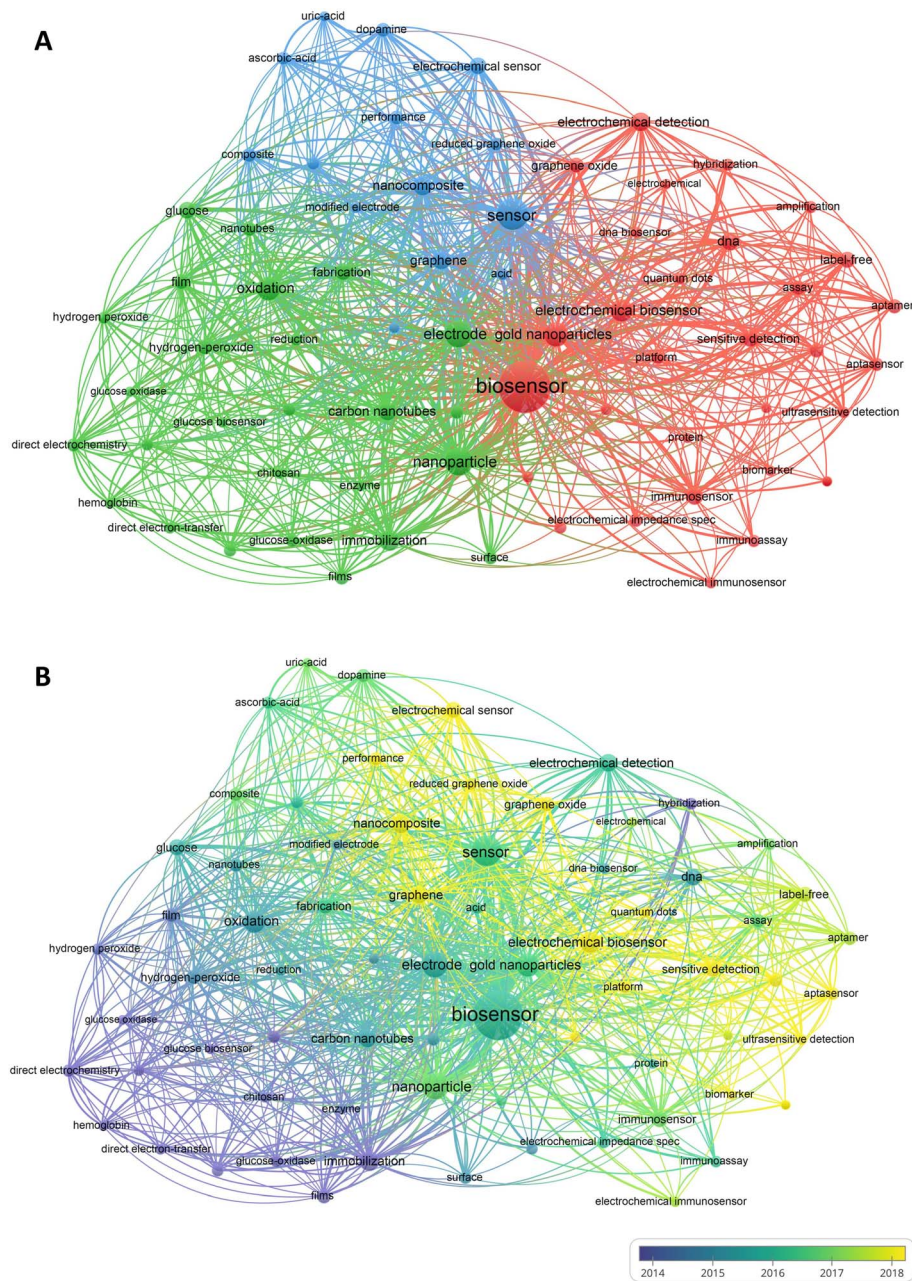 A
uric-acid
dopamine
ascorbic-acid
electrochemical sensor
performance
electrochemical detection
reduced graphene oxide
composite
graphene oxide
hybridization
nanocomposite
electrochemical
modified electrode
amplification
glucose
sensor
nanotubes
dna biosensor
dna
label-free
graphene
acid
fabrication
quantum dots
film
oxidation
assay
aptamer
electrochemical biosensor
hydrogen peroxide
electrode
gold nanoparticles
reduction
sensitive detection
hydrogen-peroxide
platform
aptasensor
biosensor
glucose oxidase
carbon nanotubes
ultrasensitive detection
glucose biosensor
direct electrochemistry
protein
nanoparticle
chitosan
biomarker
enzyme
immunosensor
hemoglobin
electrochemical impedance spec
direct electron-transfer
glucose-oxidase
immobilization
immunoassay
surface
films
electrochemical immunosensor
B
uric-acid
dopamine
ascorbic-acid
electrochemical sensor
performance
electrochemical detection
reduced graphene oxide
composite
graphene oxide
hybridization
nanocomposite
electrochemical
modified electrode
amplification
glucose
sensor
nanotubes
dna biosensor
dna
label-free
graphene
acid
fabrication
quantum dots
film
oxidation
assay
aptamer
electrochemical biosensor
hydrogen peroxide
electrode
gold nanoparticles
reduction
sensitive detection
hydrogen-peroxide
platform
aptasensor
biosensor
glucose oxidase
carbon nanotubes
ultrasensitive detection
glucose biosensor
direct electrochemistry
protein
nanoparticle
chitosan
biomarker
enzyme
immunosensor
hemoglobin
electrochemical impedance spec
direct electron-transfer
glucose-oxidase
immobilization
immunoassay
surface
films
electrochemical immunosensor
2014 2015 2016 2017 2018